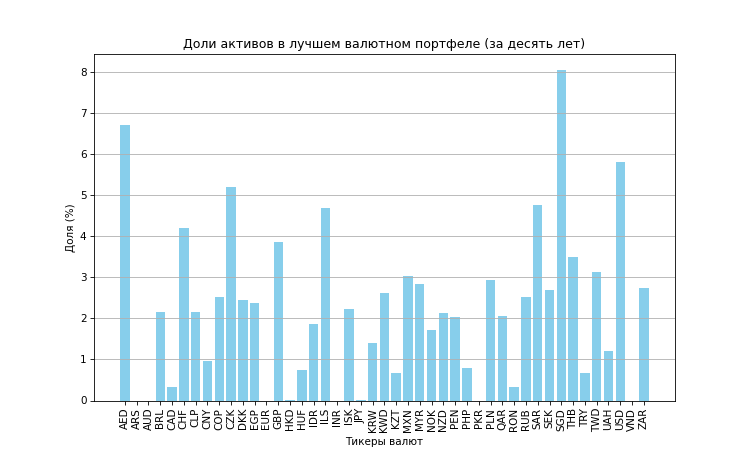 Доли активов в лучшем валютном портфеле (за десять лет)
Доля (%)
8
7
6
5
4
3
2
1
0
AED ARS AUD BRL CAD CHF CLP CNY COP CZK DKK EGP EUR GBP HKD HUF IDR ILS INR ISK JPY KRW KWD KZT MXN MYR NOK NZD PEN PHP PKR PLN QAR RON RUB SAR SEK SGD THB TRY TWD UAH USD VND ZAR
Тикеры валют